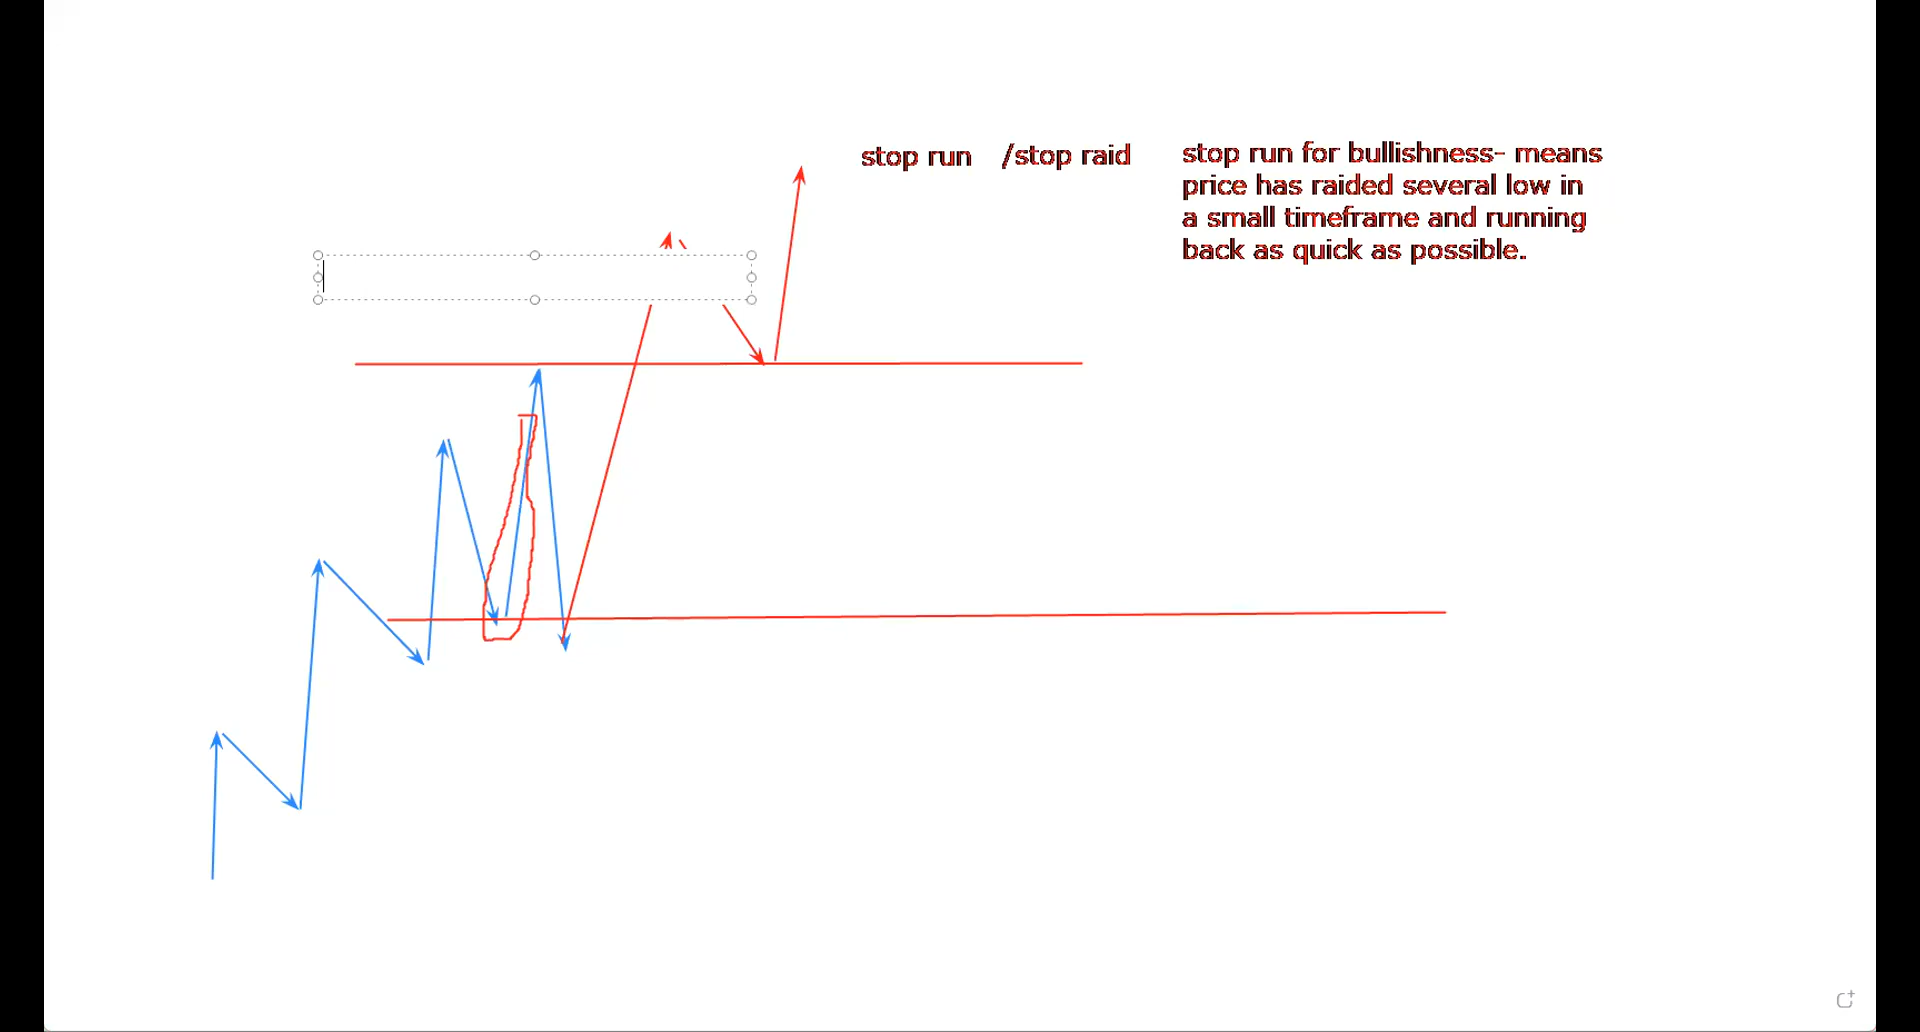 stop run /stop raid
stop run for bullishness- means
price has raided several low in
a small timeframe and running
back as quick as possible.